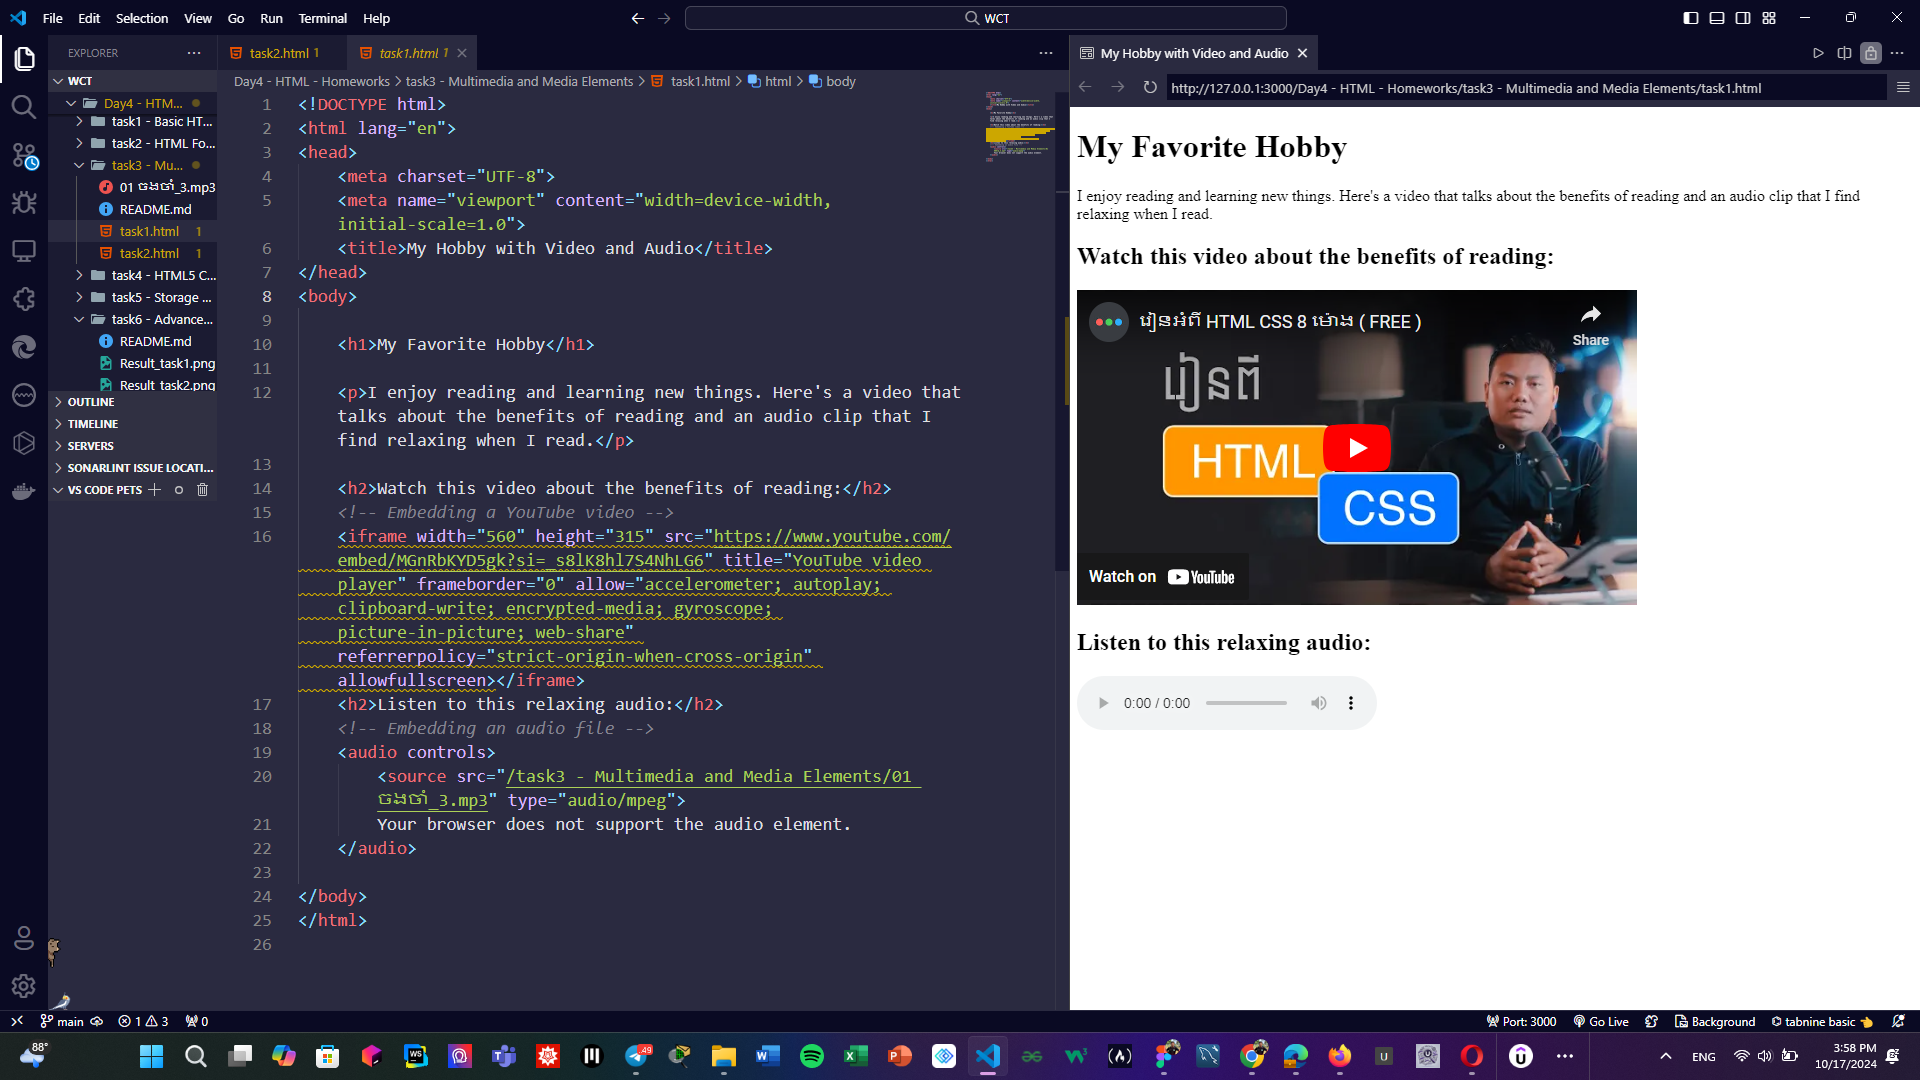 File Edit Selection View Go Run Terminal Help
WCT
EXPLORER
WCT
Day4 - HTM...
task1 - Basic HT...
task2 - HTML Fo...
task3 - Mu...
01 ចងចាំ_3.mp3
README.md
task1.html 1
task2.html 1
task4 - HTML5 C...
task5 - Storage ...
task6 - Advance...
README.md
Result_task1.png
Result_task2.png
OUTLINE
TIMELINE
SERVERS
SONARLINT ISSUE LOCATI...
VS CODE PETS
task2.html 1
task1.html 1
Day4 - HTML - Homeworks > task3 - Multimedia and Media Elements > task1.html > html > body
1 <!DOCTYPE html>
2 <html lang="en">
3 <head>
4 <meta charset="UTF-8">
5 <meta name="viewport" content="width=device-width,
initial-scale=1.0">
6 <title>My Hobby with Video and Audio</title>
7 </head>
8 <body>
9
10 <h1>My Favorite Hobby</h1>
11
12 <p>I enjoy reading and learning new things. Here's a video that
talks about the benefits of reading and an audio clip that I
find relaxing when I read.</p>
13
14 <h2>Watch this video about the benefits of reading:</h2>
15 <!-- Embedding a YouTube video -->
16 <iframe width="560" height="315" src="https://www.youtube.com/
embed/MGnRbKYD5gk?si=_s8lK8hl7S4NhLG6" title="YouTube video
player" frameborder="0" allow="accelerometer; autoplay;
clipboard-write; encrypted-media; gyroscope;
picture-in-picture; web-share"
referrerpolicy="strict-origin-when-cross-origin"
allowfullscreen></iframe>
17 <h2>Listen to this relaxing audio:</h2>
18 <!-- Embedding an audio file -->
19 <audio controls>
20 <source src="/task3 - Multimedia and Media Elements/01
ចងចាំ_3.mp3" type="audio/mpeg">
21 Your browser does not support the audio element.
22 </audio>
23
24 </body>
25 </html>
26
My Hobby with Video and Audio
http://127.0.0.1:3000/Day4 - HTML - Homeworks/task3 - Multimedia and Media Elements/task1.html
My Favorite Hobby
I enjoy reading and learning new things. Here's a video that talks about the benefits of reading and an audio clip that I find
relaxing when I read.
Watch this video about the benefits of reading:
រៀនអំពី HTML CSS 8 ម៉ោង ( FREE )
Share
រៀនពី
HTML
CSS
Watch on YouTube
Listen to this relaxing audio:
0:00 / 0:00
main
1 3
0
Port: 3000
Go Live
Background
tabnine basic
88°
WS
49
U
ENG
3:58 PM
10/17/2024